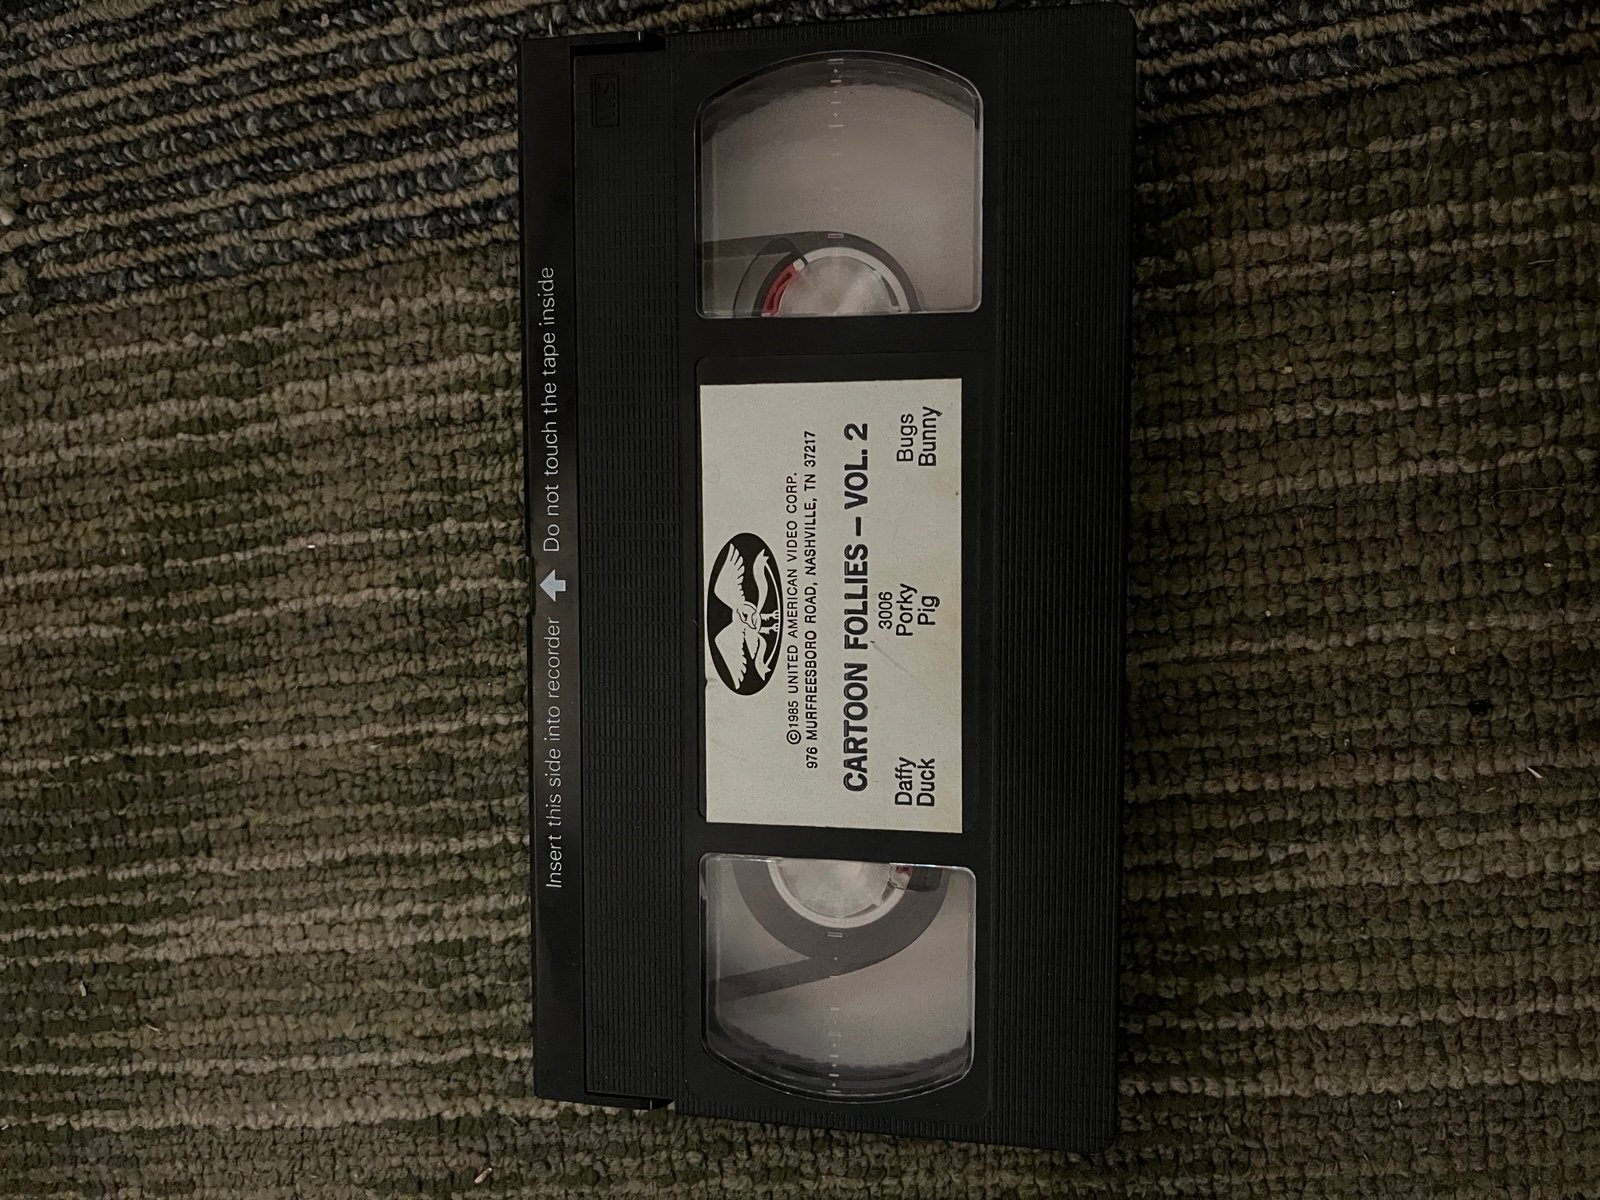 Insert this side into recorder ⬆ Do not touch the tape inside
VHS
©1985 UNITED AMERICAN VIDEO CORP.
976 MURFREESBORO ROAD, NASHVILLE, TN 37217
CARTOON FOLLIES – VOL. 2
3006
Daffy Porky Bugs
Duck Pig Bunny